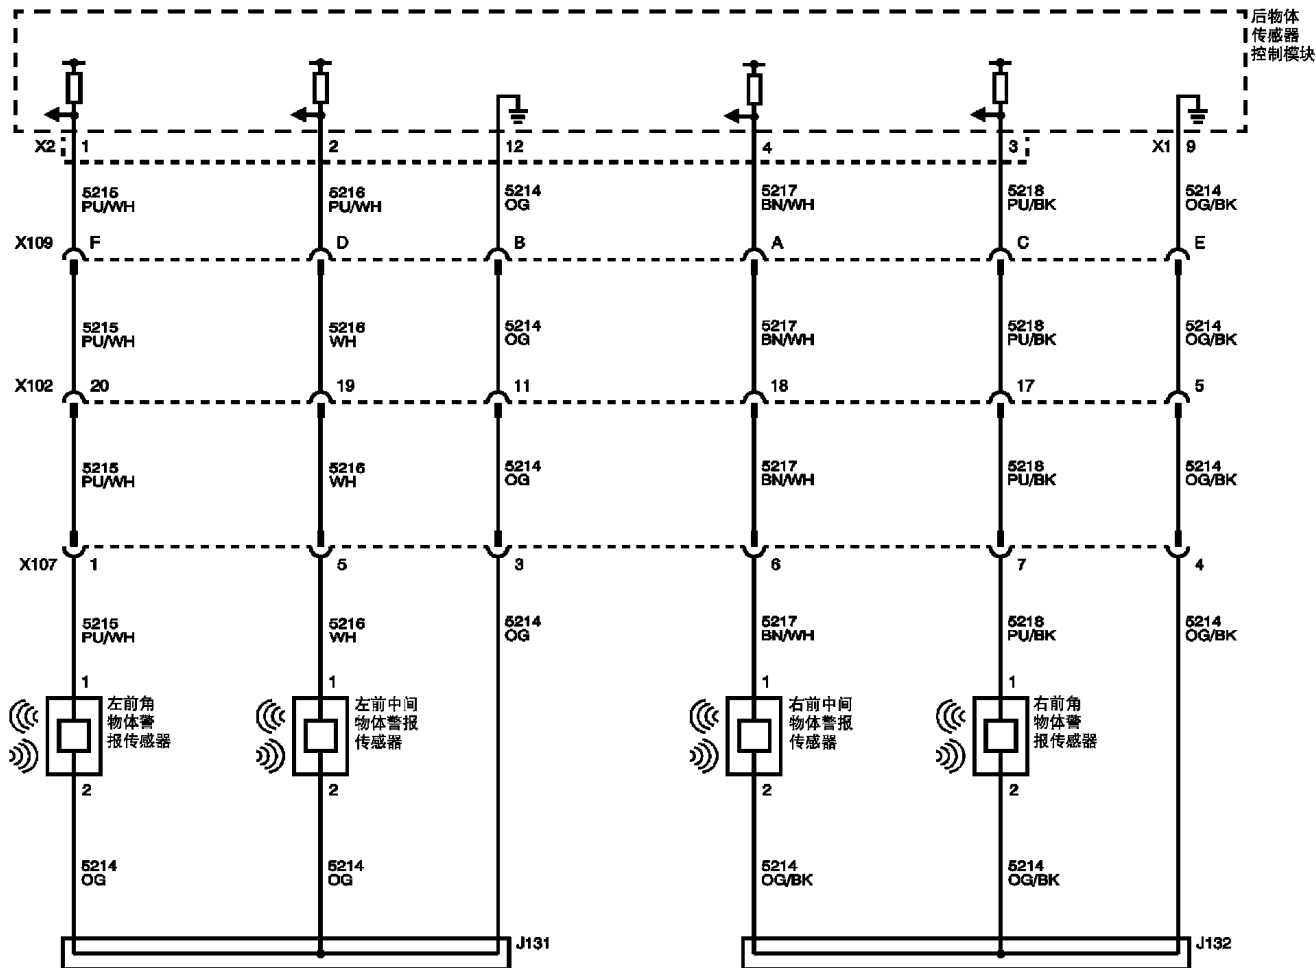 后物体
传感器
控制模块
X2 1 2 12 4 3 X1 9
5215 5216 5214 5217 5218 5214
PU/WH PU/WH OG BN/WH PU/BK OG/BK
X109 F D B A C E
5215 5216 5214 5217 5218 5214
PU/WH WH OG BN/WH PU/BK OG/BK
X102 20 19 11 18 17 5
5215 5216 5214 5217 5218 5214
PU/WH WH OG BN/WH PU/BK OG/BK
X107 1 5 3 6 7 4
5215 5216 5214 5217 5218 5214
PU/WH WH OG BN/WH PU/BK OG/BK
1 1 1 1
左前角 左前中间 右前中间 右前角
物体警 物体警报 物体警报 物体警
报传感器 传感器 传感器 报传感器
2 2 2 2
5214 5214 5214 5214
OG OG OG/BK OG/BK
J131 J132